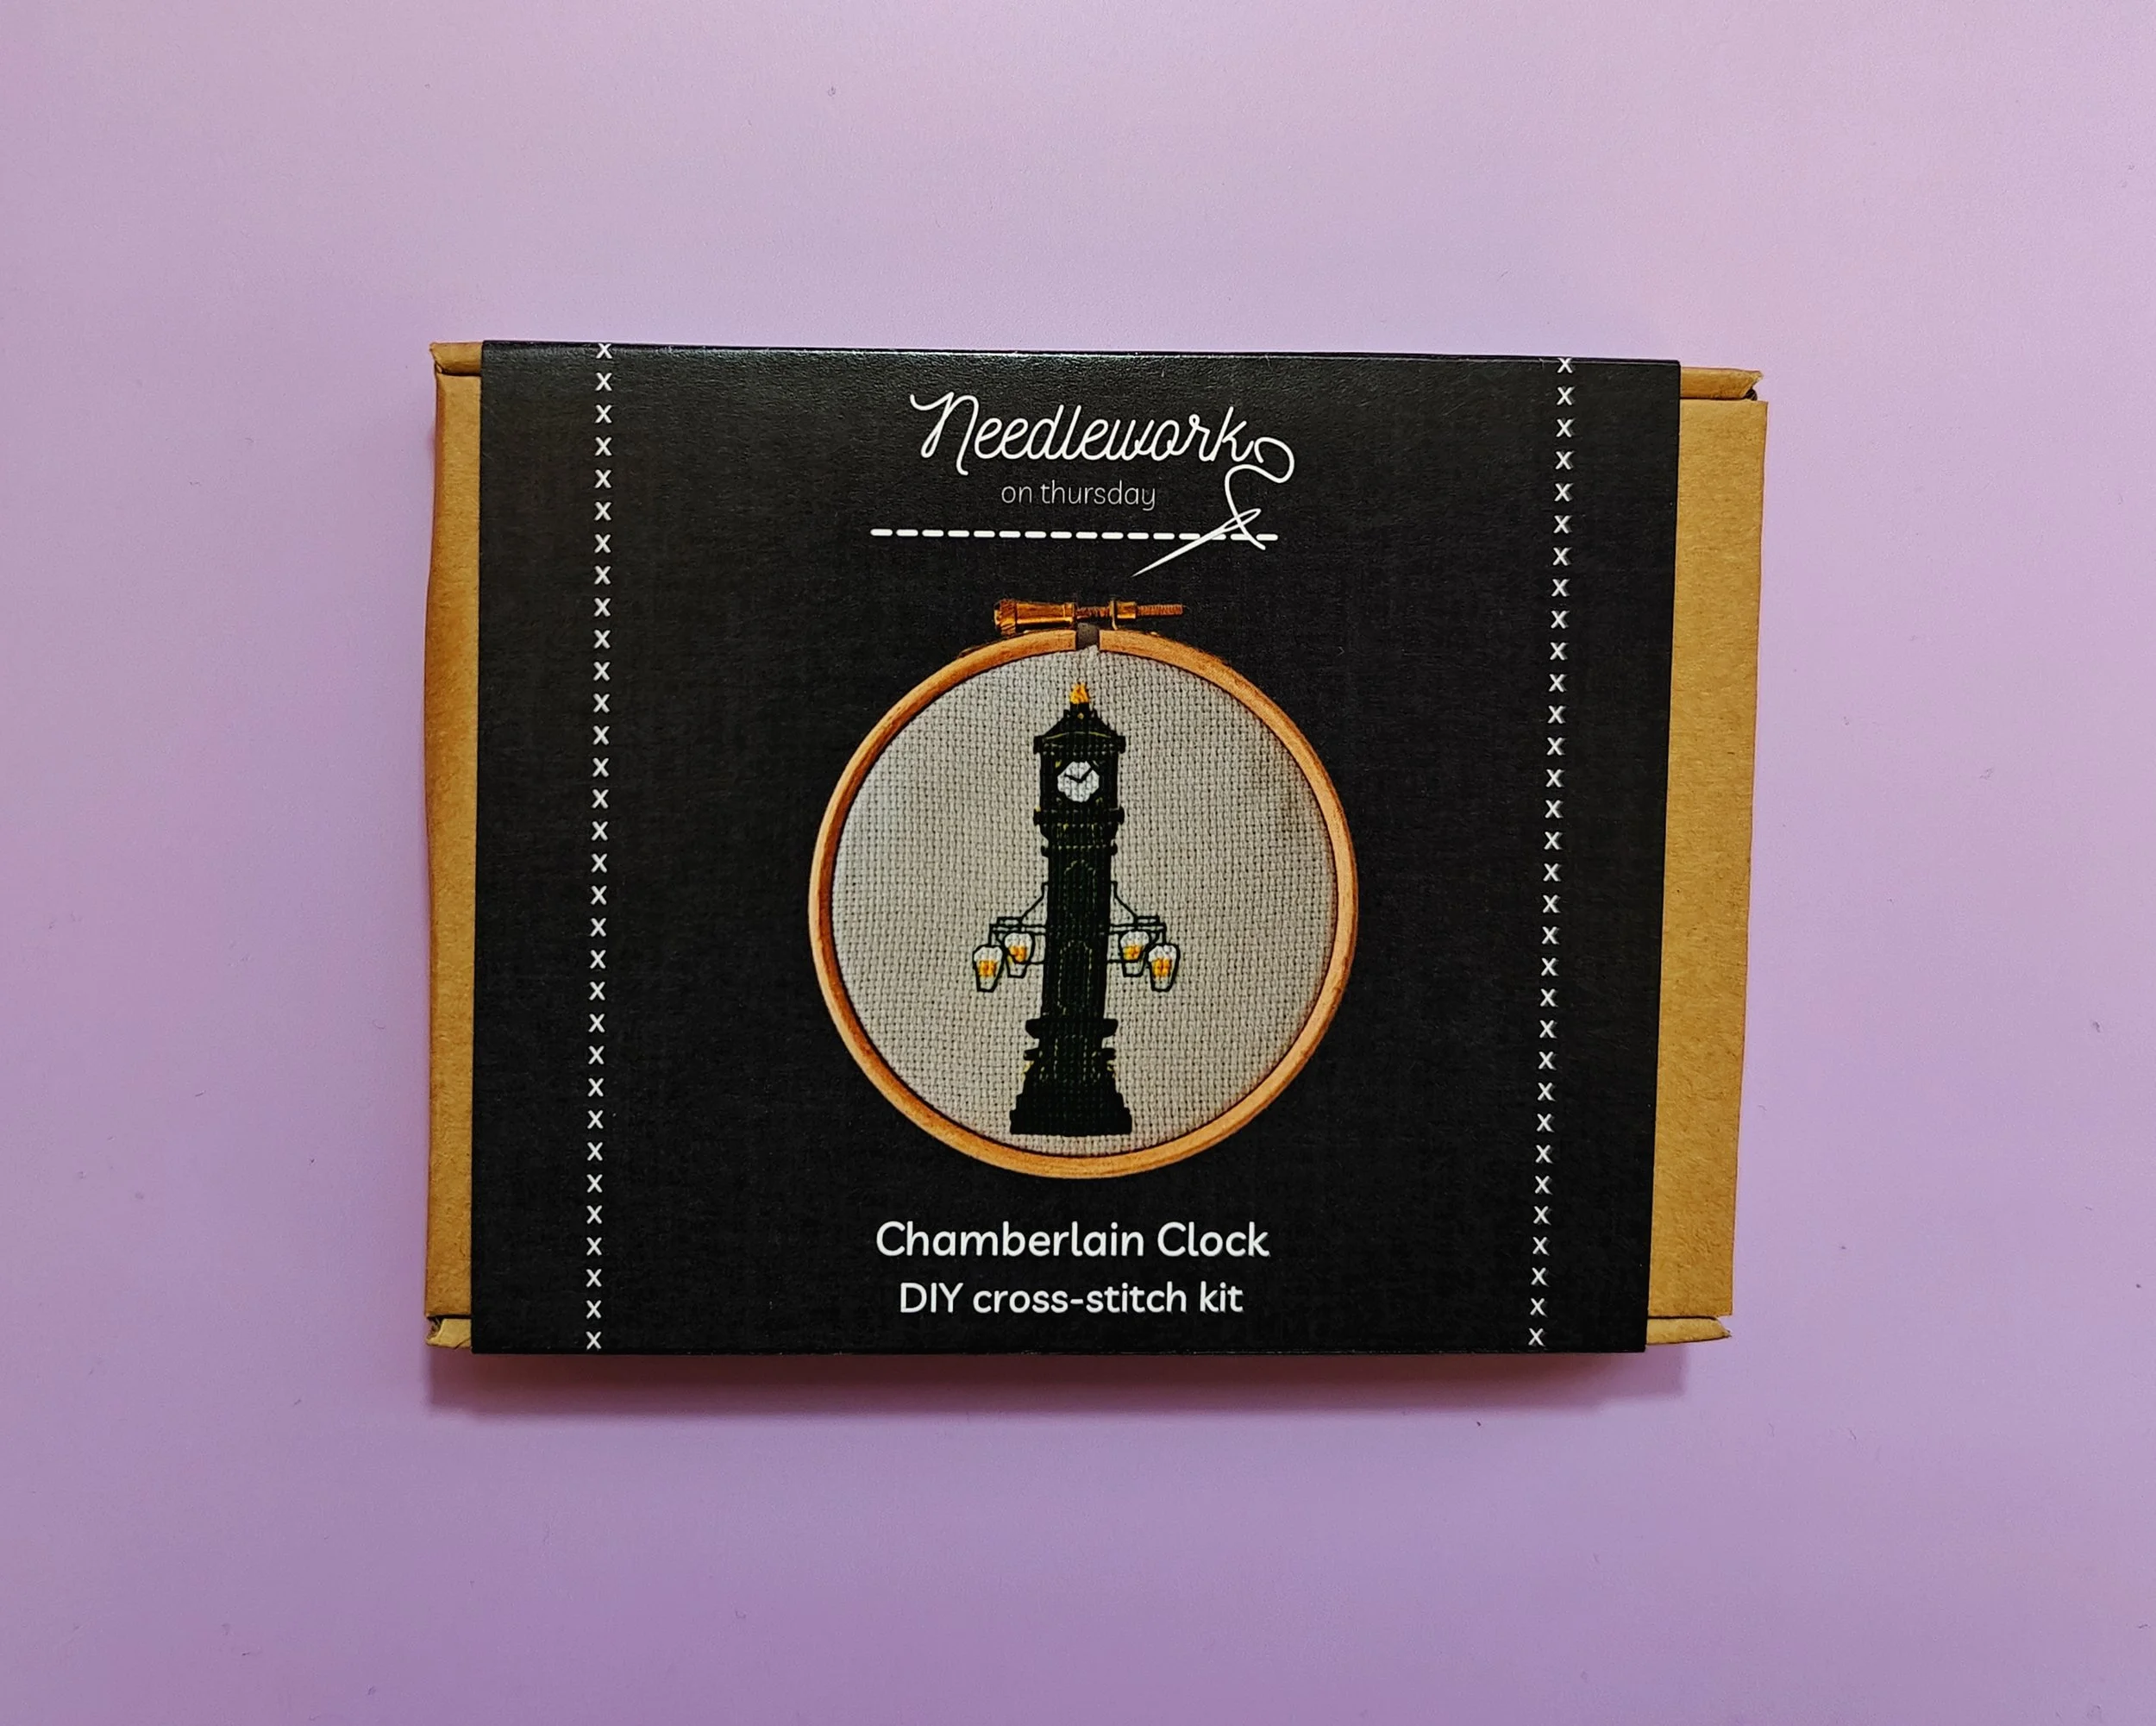 Needlework
on thursday
Chamberlain Clock
DIY cross-stitch kit